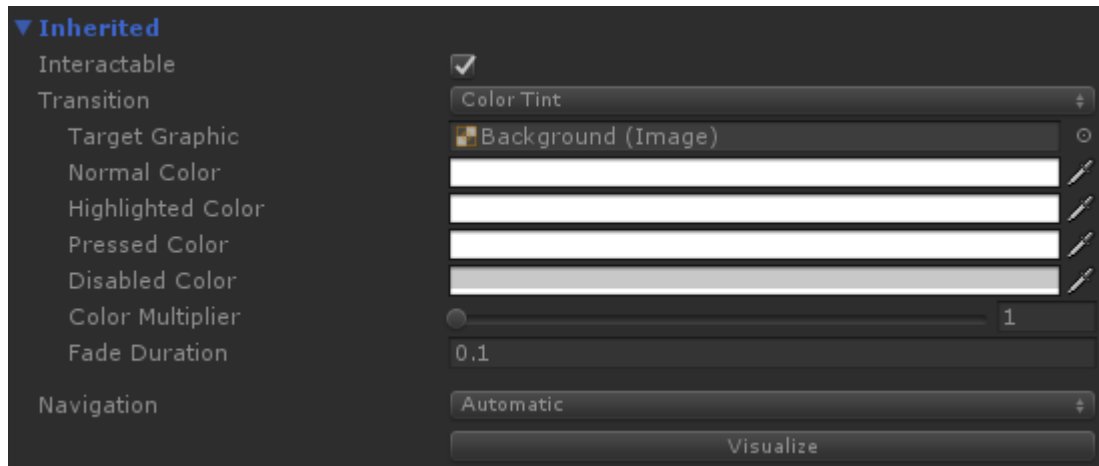 Inherited
Interactable
Transition Color Tint
Target Graphic Background (Image)
Normal Color
Highlighted Color
Pressed Color
Disabled Color
Color Multiplier 1
Fade Duration 0.1
Navigation Automatic
Visualize